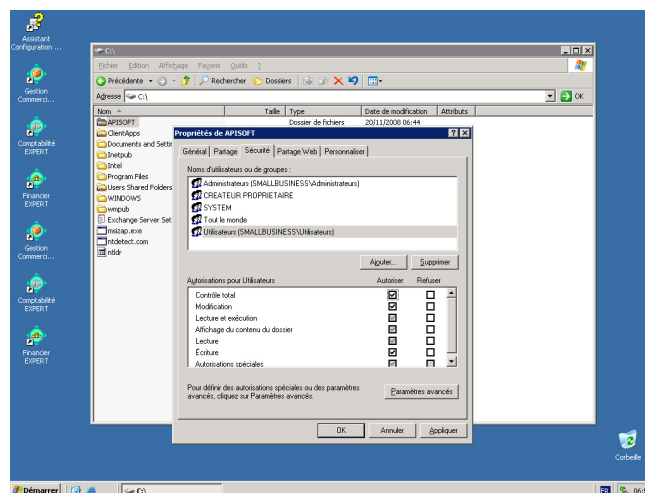 Assistant
Configuration ...
Gestion
Commerci...
Comptabilité
EXPERT
Financier
EXPERT
Gestion
Commerci...
Comptabilité
EXPERT
Financier
EXPERT
C:\
Fichier Edition Affichage Favoris Outils ?
Précédente Rechercher Dossiers
Adresse C:\ OK
Nom Taille Type Date de modification Attributs
APISOFT Dossier de fichiers 20/11/2008 06:44
ClientApps
Documents and Setti
Inetpub
Intel
Program Files
Users Shared Folders
WINDOWS
wmpub
Exchange Server Set
msizap.exe
ntdetect.com
ntldr
Propriétés de APISOFT
Général Partage Sécurité Partage Web Personnaliser
Noms d'utilisateurs ou de groupes :
Administrateurs (SMALLBUSINESS\Administrateurs)
CREATEUR PROPRIETAIRE
SYSTEM
Tout le monde
Utilisateurs (SMALLBUSINESS\Utilisateurs)
Ajouter... Supprimer
Autorisations pour Utilisateurs Autoriser Refuser
Contrôle total
Modification
Lecture et exécution
Affichage du contenu du dossier
Lecture
Écriture
Autorisations spéciales
Pour définir des autorisations spéciales ou des paramètres
avancés, cliquez sur Paramètres avancés.
Paramètres avancés
OK Annuler Appliquer
Corbeille
Démarrer C:\ FR